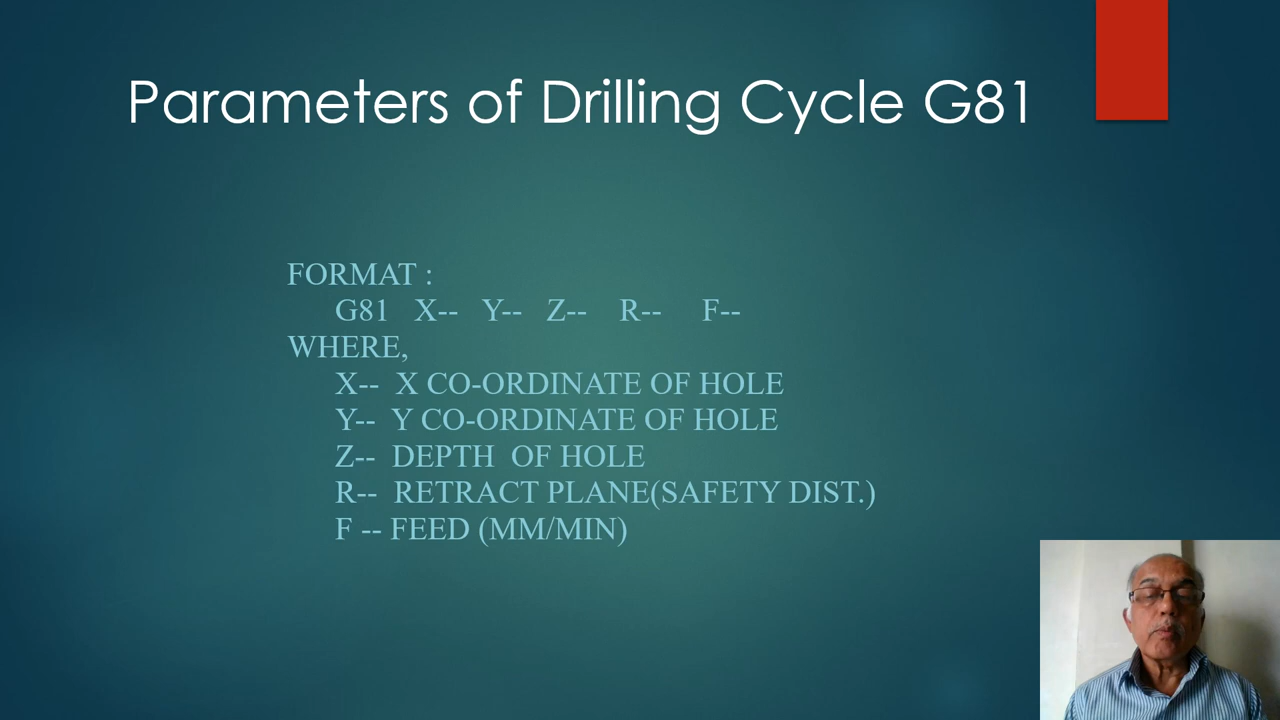 Parameters of Drilling Cycle G81
FORMAT :
G81 X-- Y-- Z-- R-- F--
WHERE,
X-- X CO-ORDINATE OF HOLE
Y-- Y CO-ORDINATE OF HOLE
Z-- DEPTH OF HOLE
R-- RETRACT PLANE(SAFETY DIST.)
F -- FEED (MM/MIN)